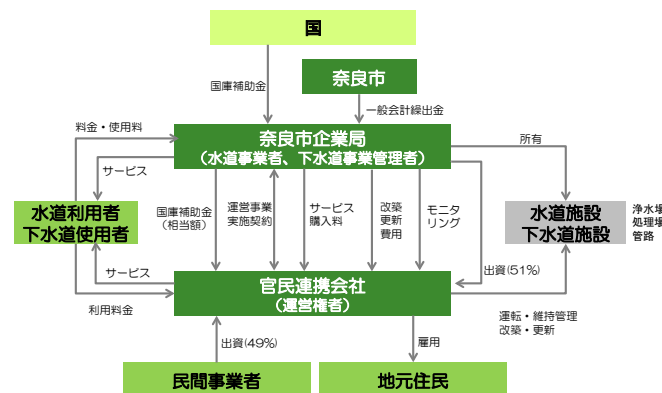 国
国庫補助金
奈良市
一般会計繰出金
料金・使用料
奈良市企業局
（水道事業者、下水道事業管理者）
所有
サービス
水道利用者
下水道使用者
国庫補助金
（相当額）
運営事業
実施契約
サービス
購入料
改築
更新
費用
モニタ
リング
水道施設
下水道施設
浄水場
処理場
管路
サービス
出資(51%)
官民連携会社
（運営権者）
利用料金
運転・維持管理
改築・更新
出資(49%)
雇用
民間事業者
地元住民